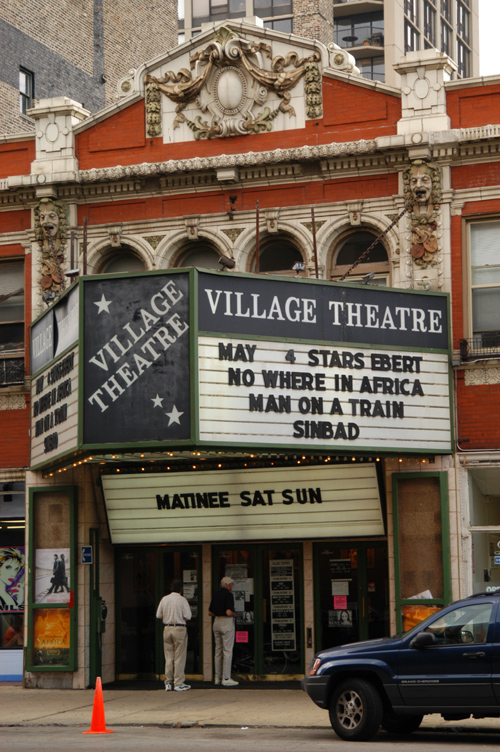 VILLAGE THEATRE
MAY 4 STARS EBERT
NO WHERE IN AFRICA
MAN ON A TRAIN
SINBAD
VILLAGE
THEATRE
VILLAGE
MATINEE SAT SUN